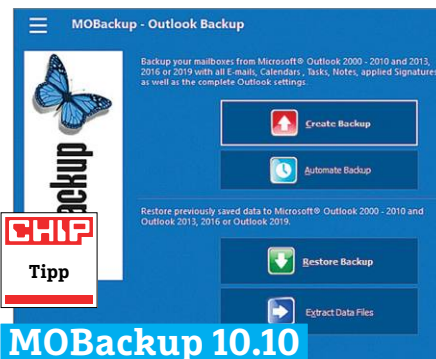 MOBackup - Outlook Backup
Backup your mailboxes from Microsoft® Outlook 2000 - 2010 and 2013,
2016 or 2019 with all E-mails, Calendars , Tasks, Notes, applied Signatures
as well as the complete Outlook settings.
Create Backup
Automate Backup
Restore previously saved data to Microsoft® Outlook 2000 - 2010 and
Outlook 2013, 2016 or Outlook 2019.
Restore Backup
Extract Data Files
ackup
CHIP
Tipp
MOBackup 10.10